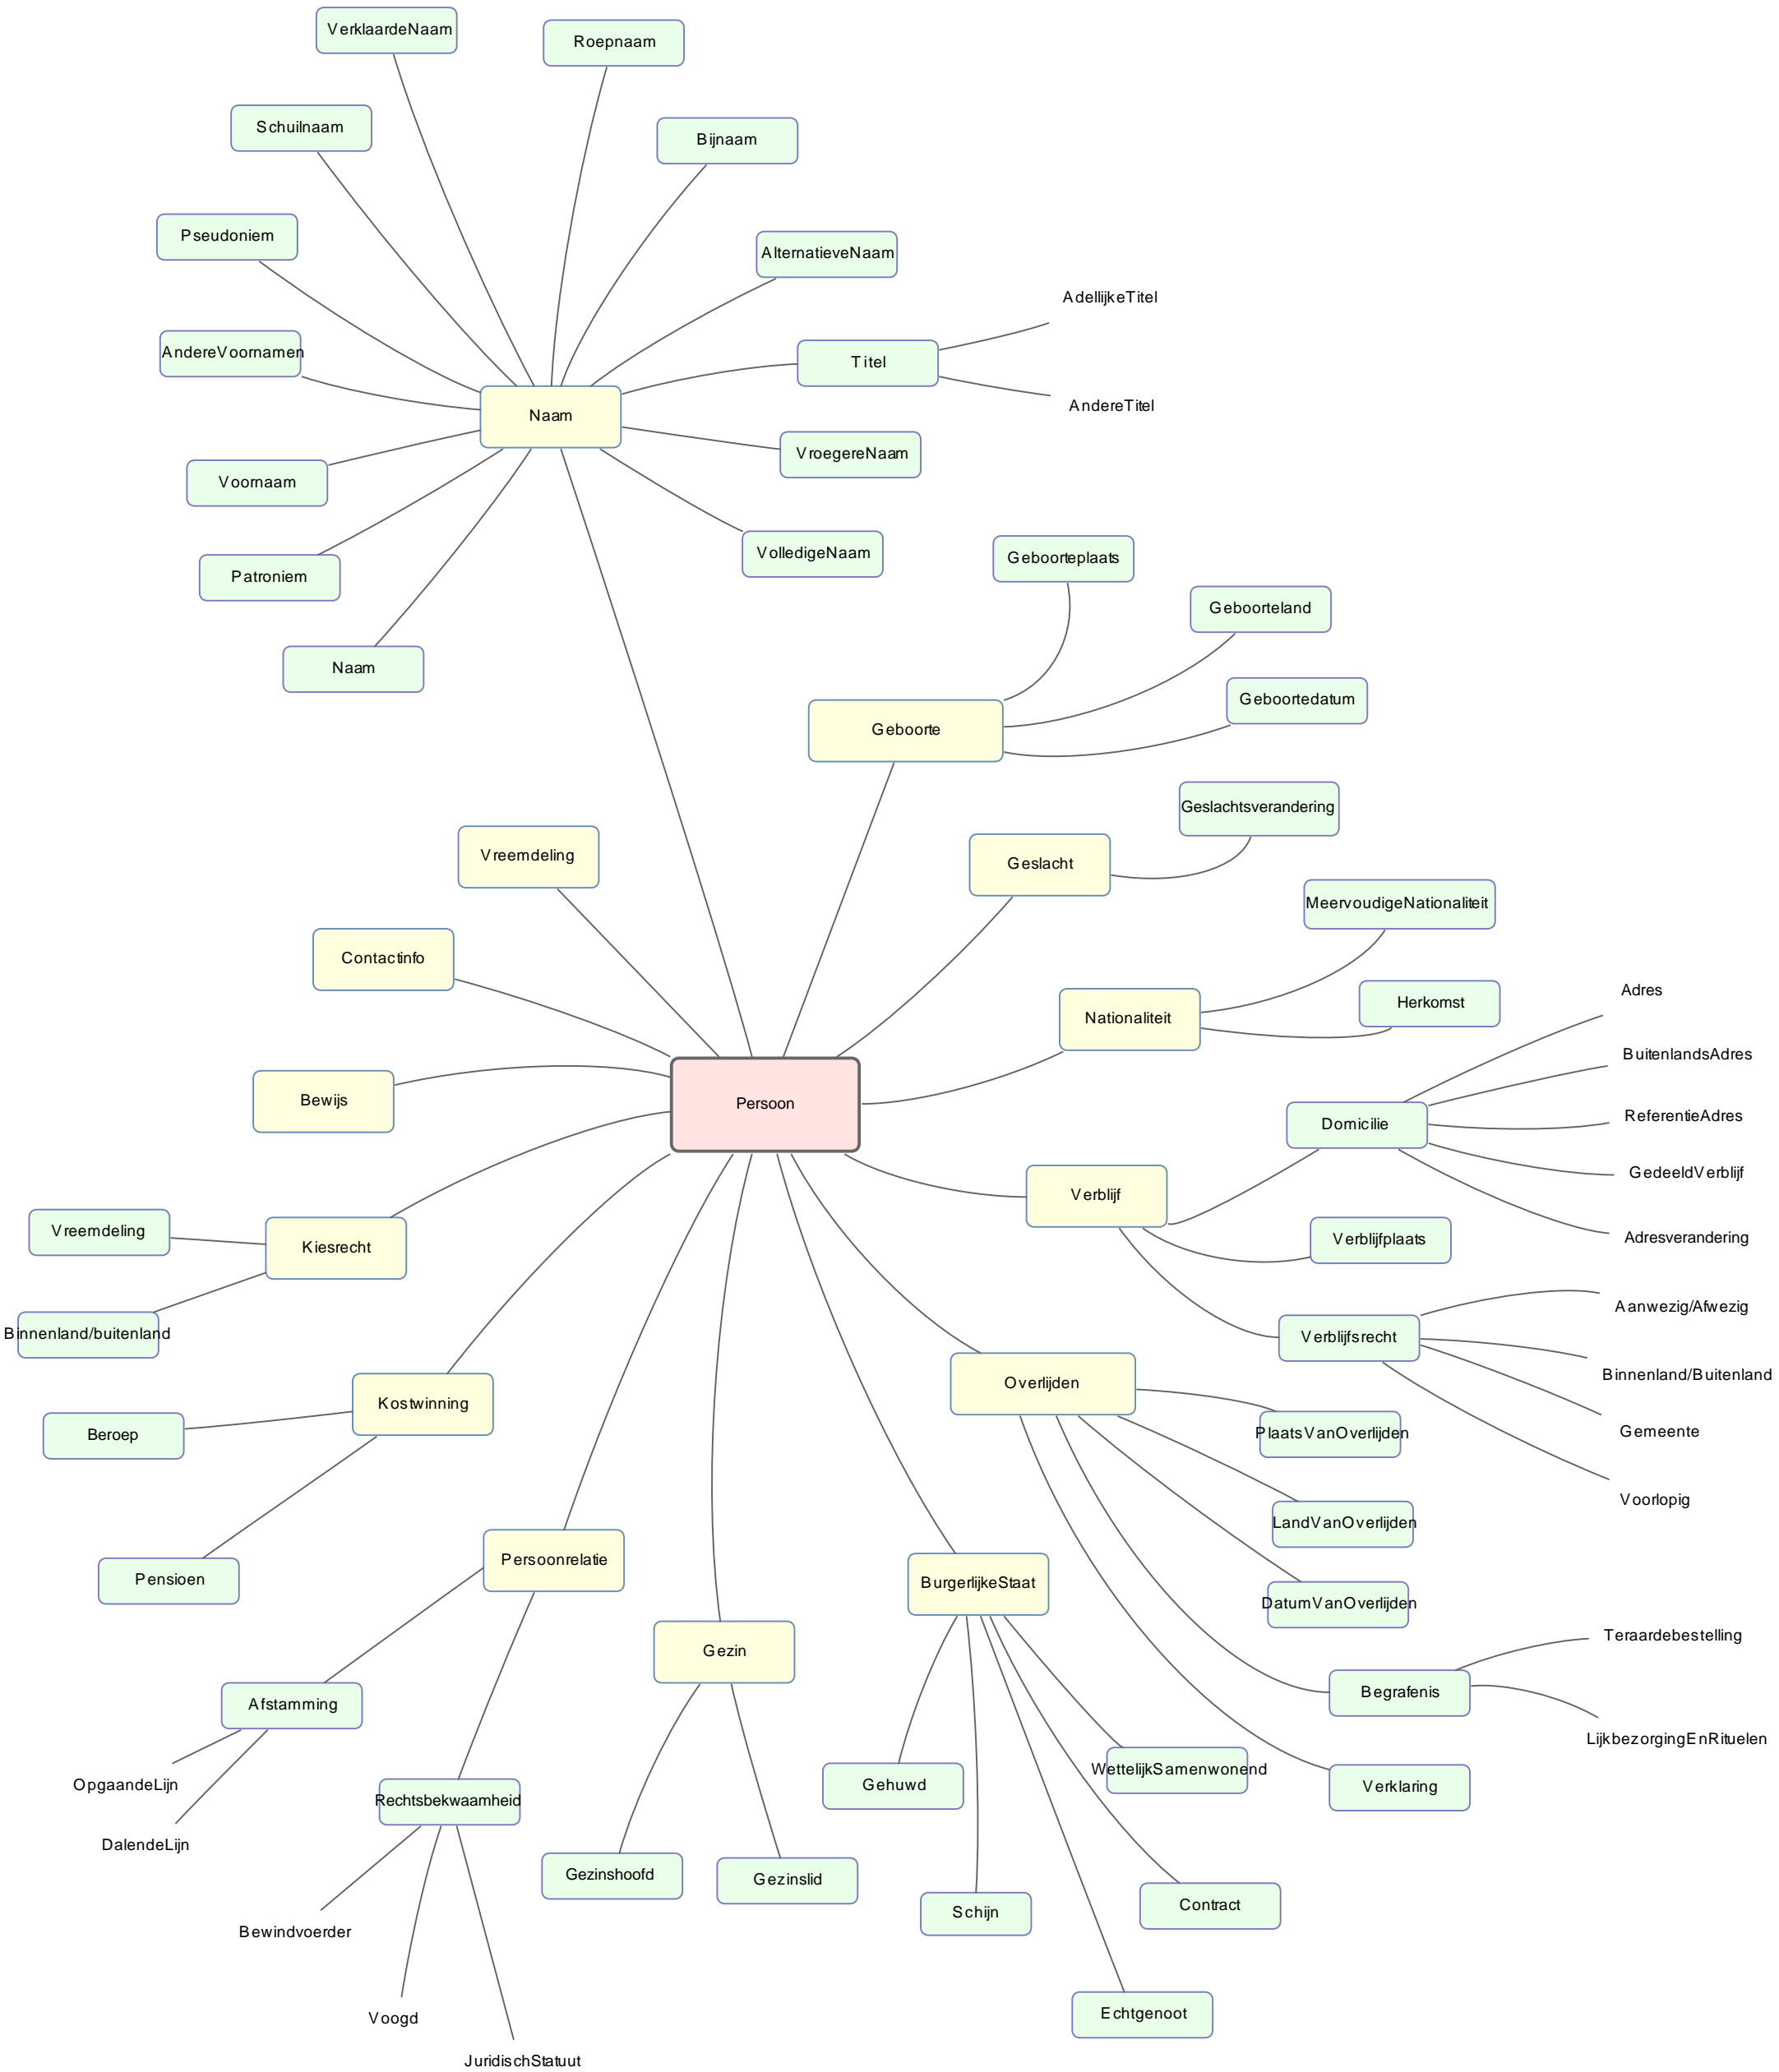 VerklaardeNaam
Roepnaam
Schuilnaam
Bijnaam
Pseudoniem
AlternatieveNaam
AdellijkeTitel
AndereVoornamen
Titel
AndereTitel
Naam
VroegereNaam
Voornaam
VolledigeNaam
Patroniem
Geboorteplaats
Geboorteland
Naam
Geboortedatum
Geboorte
Geslachtsverandering
Vreemdeling
Geslacht
MeervoudigeNationaliteit
Contactinfo
Adres
Herkomst
Nationaliteit
BuitenlandsAdres
Bewijs
Persoon
ReferentieAdres
Domicilie
GedeeldVerblijf
Verblijf
Vreemdeling
Adresverandering
Verblijfplaats
Kiesrecht
Aanwezig/Afwezig
Binnenland/buitenland
Verblijfsrecht
Binnenland/Buitenland
Overlijden
Kostwinning
Gemeente
PlaatsVanOverlijden
Beroep
Voorlopig
LandVanOverlijden
Persoonrelatie
Pensioen
BurgerlijkeStaat
DatumVanOverlijden
Teraardebestelling
Gezin
Begrafenis
Afstamming
LijkbezorgingEnRituelen
WettelijkSamenwonend
OpgaandeLijn
Gehuwd
Verklaring
Rechtsbekwaamheid
DalendeLijn
Gezinshoofd
Gezinslid
Contract
Schijn
Bewindvoerder
Echtgenoot
Voogd
JuridischStatuut